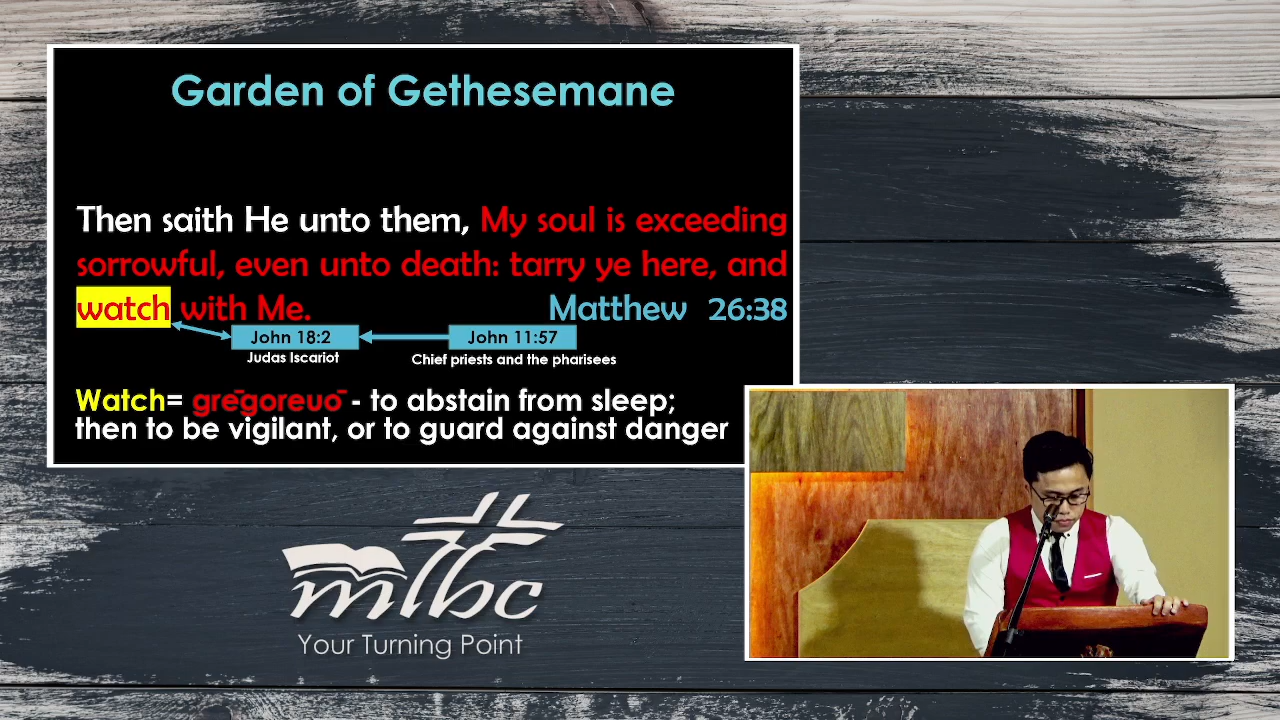 Garden of Gethesemane
Then saith He unto them, My soul is exceeding
sorrowful, even unto death: tarry ye here, and
watch with Me. Matthew 26:38
John 18:2 John 11:57
Judas Iscariot Chief priests and the pharisees
Watch= grēgoreuō - to abstain from sleep;
then to be vigilant, or to guard against danger
mtbc
Your Turning Point